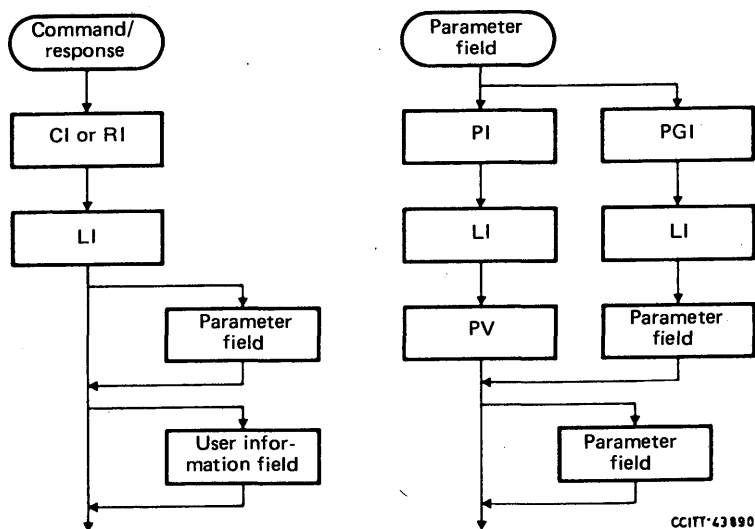 Command/
response
CI or RI
LI
Parameter
field
User infor-
mation field
Parameter
field
PI
PGI
LI
LI
PV
Parameter
field
Parameter
field
CCITT-43890